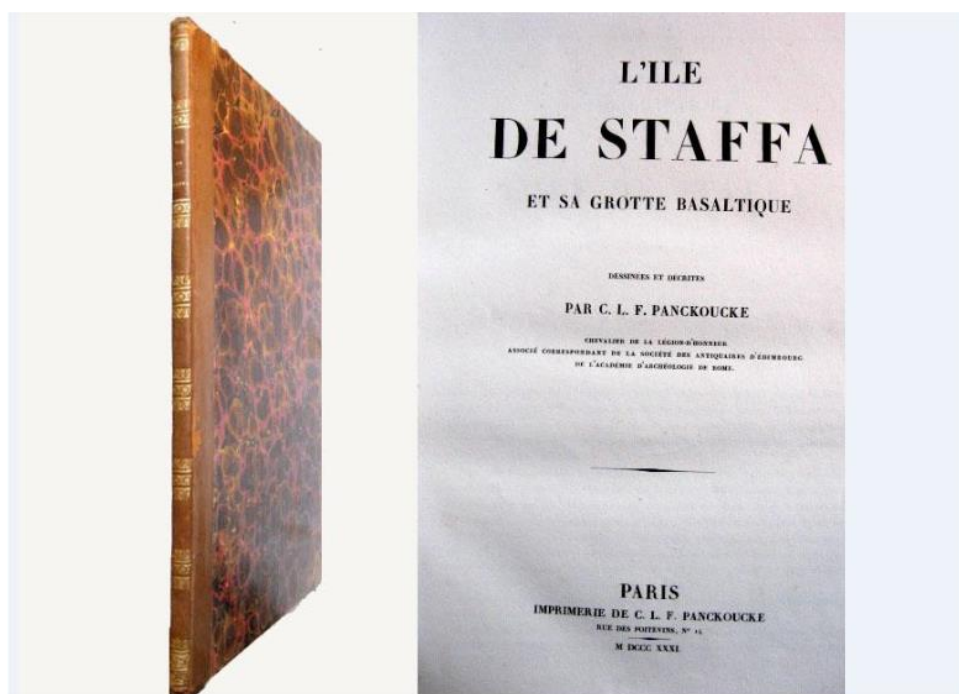 L'ILE
DE STAFFA
ET SA GROTTE BASALTIQUE
DESSINÉES ET DÉCRITES
PAR C. L. F. PANCKOUCKE
CHEVALIER DE LA LÉGION-D'HONNEUR
ASSOCIÉ CORRESPONDANT DE LA SOCIÉTÉ DES ANTIQUAIRES D'ÉDIMBOURG
DE L'ACADÉMIE D'ARCHÉOLOGIE DE ROME.
PARIS
IMPRIMERIE DE C. L. F. PANCKOUCKE
RUE DES POITEVINS, N°
M DCCC XXXI.